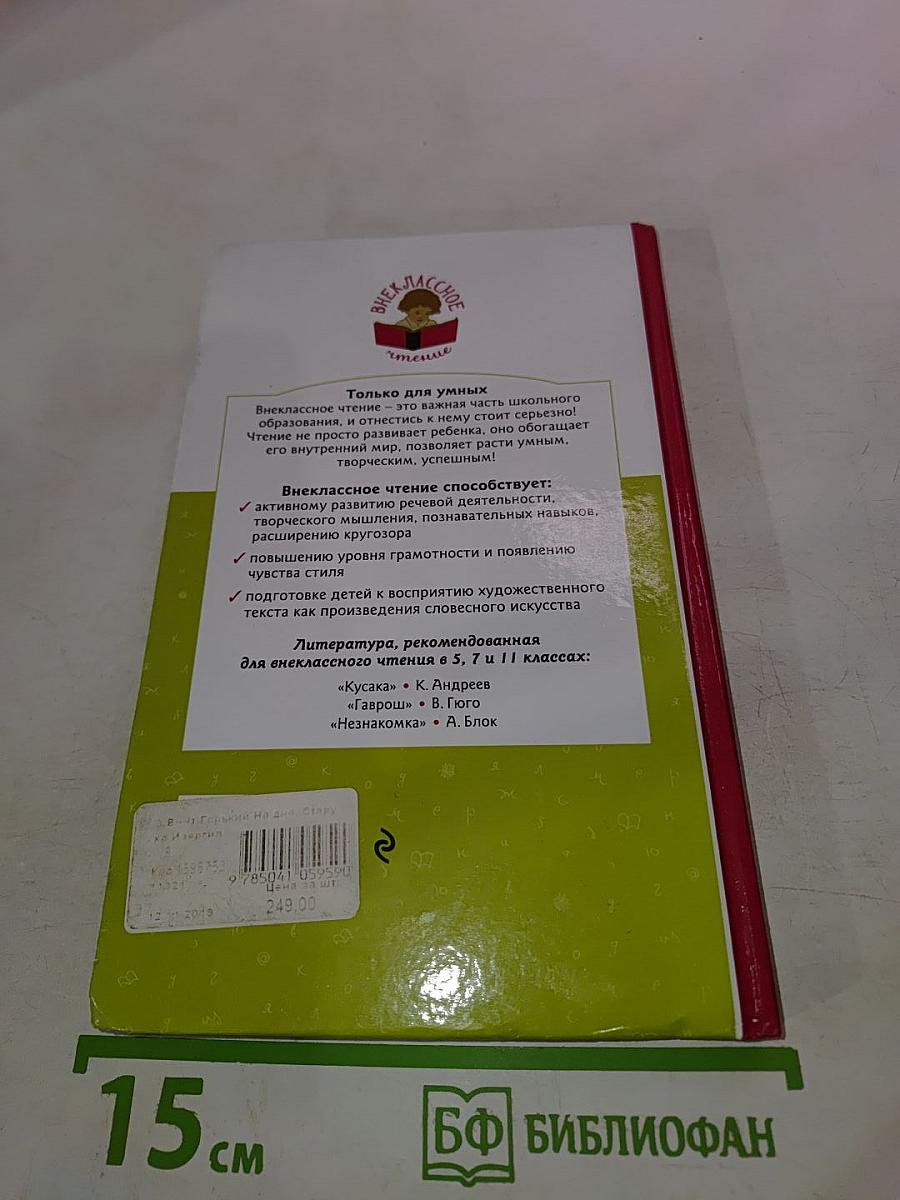 ВНЕКЛАССНОЕ
чтение
Только для умных
Внеклассное чтение – это важная часть школьного
образования, и отнестись к нему стоит серьезно!
Чтение не просто развивает ребенка, оно обогащает
его внутренний мир, позволяет расти умным,
творческим, успешным!
Внеклассное чтение способствует:
✓ активному развитию речевой деятельности,
творческого мышления, познавательных навыков,
расширению кругозора
✓ повышению уровня грамотности и появлению
чувства стиля
✓ подготовке детей к восприятию художественного
текста как произведения словесного искусства
Литература, рекомендованная
для внеклассного чтения в 5, 7 и 11 классах:
«Кусака» • К. Андреев
«Гаврош» • В. Гюго
«Незнакомка» • А. Блок
Горький На дне. Стару
ха Изергил
9 785041 059590
Цена за шт.
249.00
15 см
БФ БИБЛИОФАН